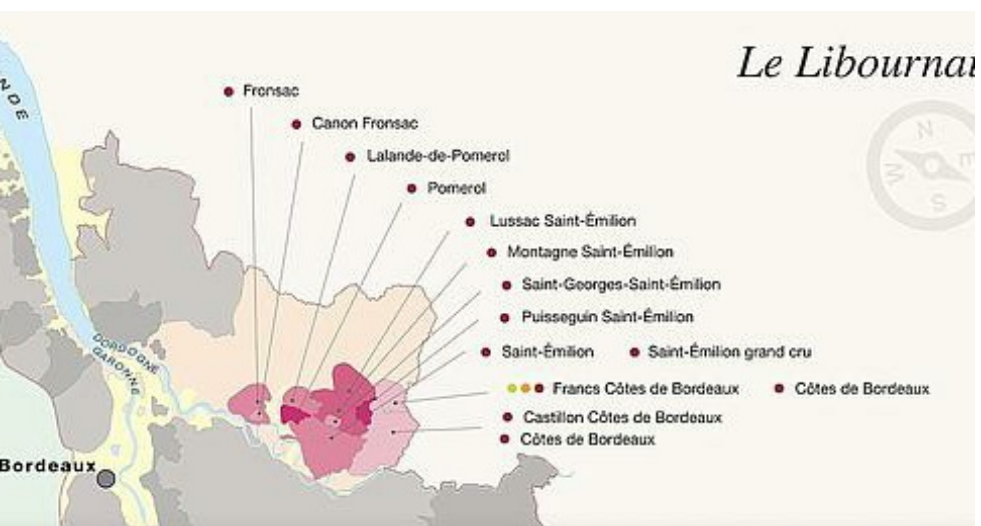 Le Libournai
NDE
Fronsac
Canon Fronsac
Lalande-de-Pomerol
Pomerol
Lussac Saint-Émilion
Montagne Saint-Émilion
Saint-Georges-Saint-Émilion
Puisseguin Saint-Émilion
Saint-Émilion Saint-Émilion grand cru
Francs Côtes de Bordeaux Côtes de Bordeaux
Castillon Côtes de Bordeaux
Côtes de Bordeaux
DORDOGNE
GARONNE
Bordeaux
N
W
E
S